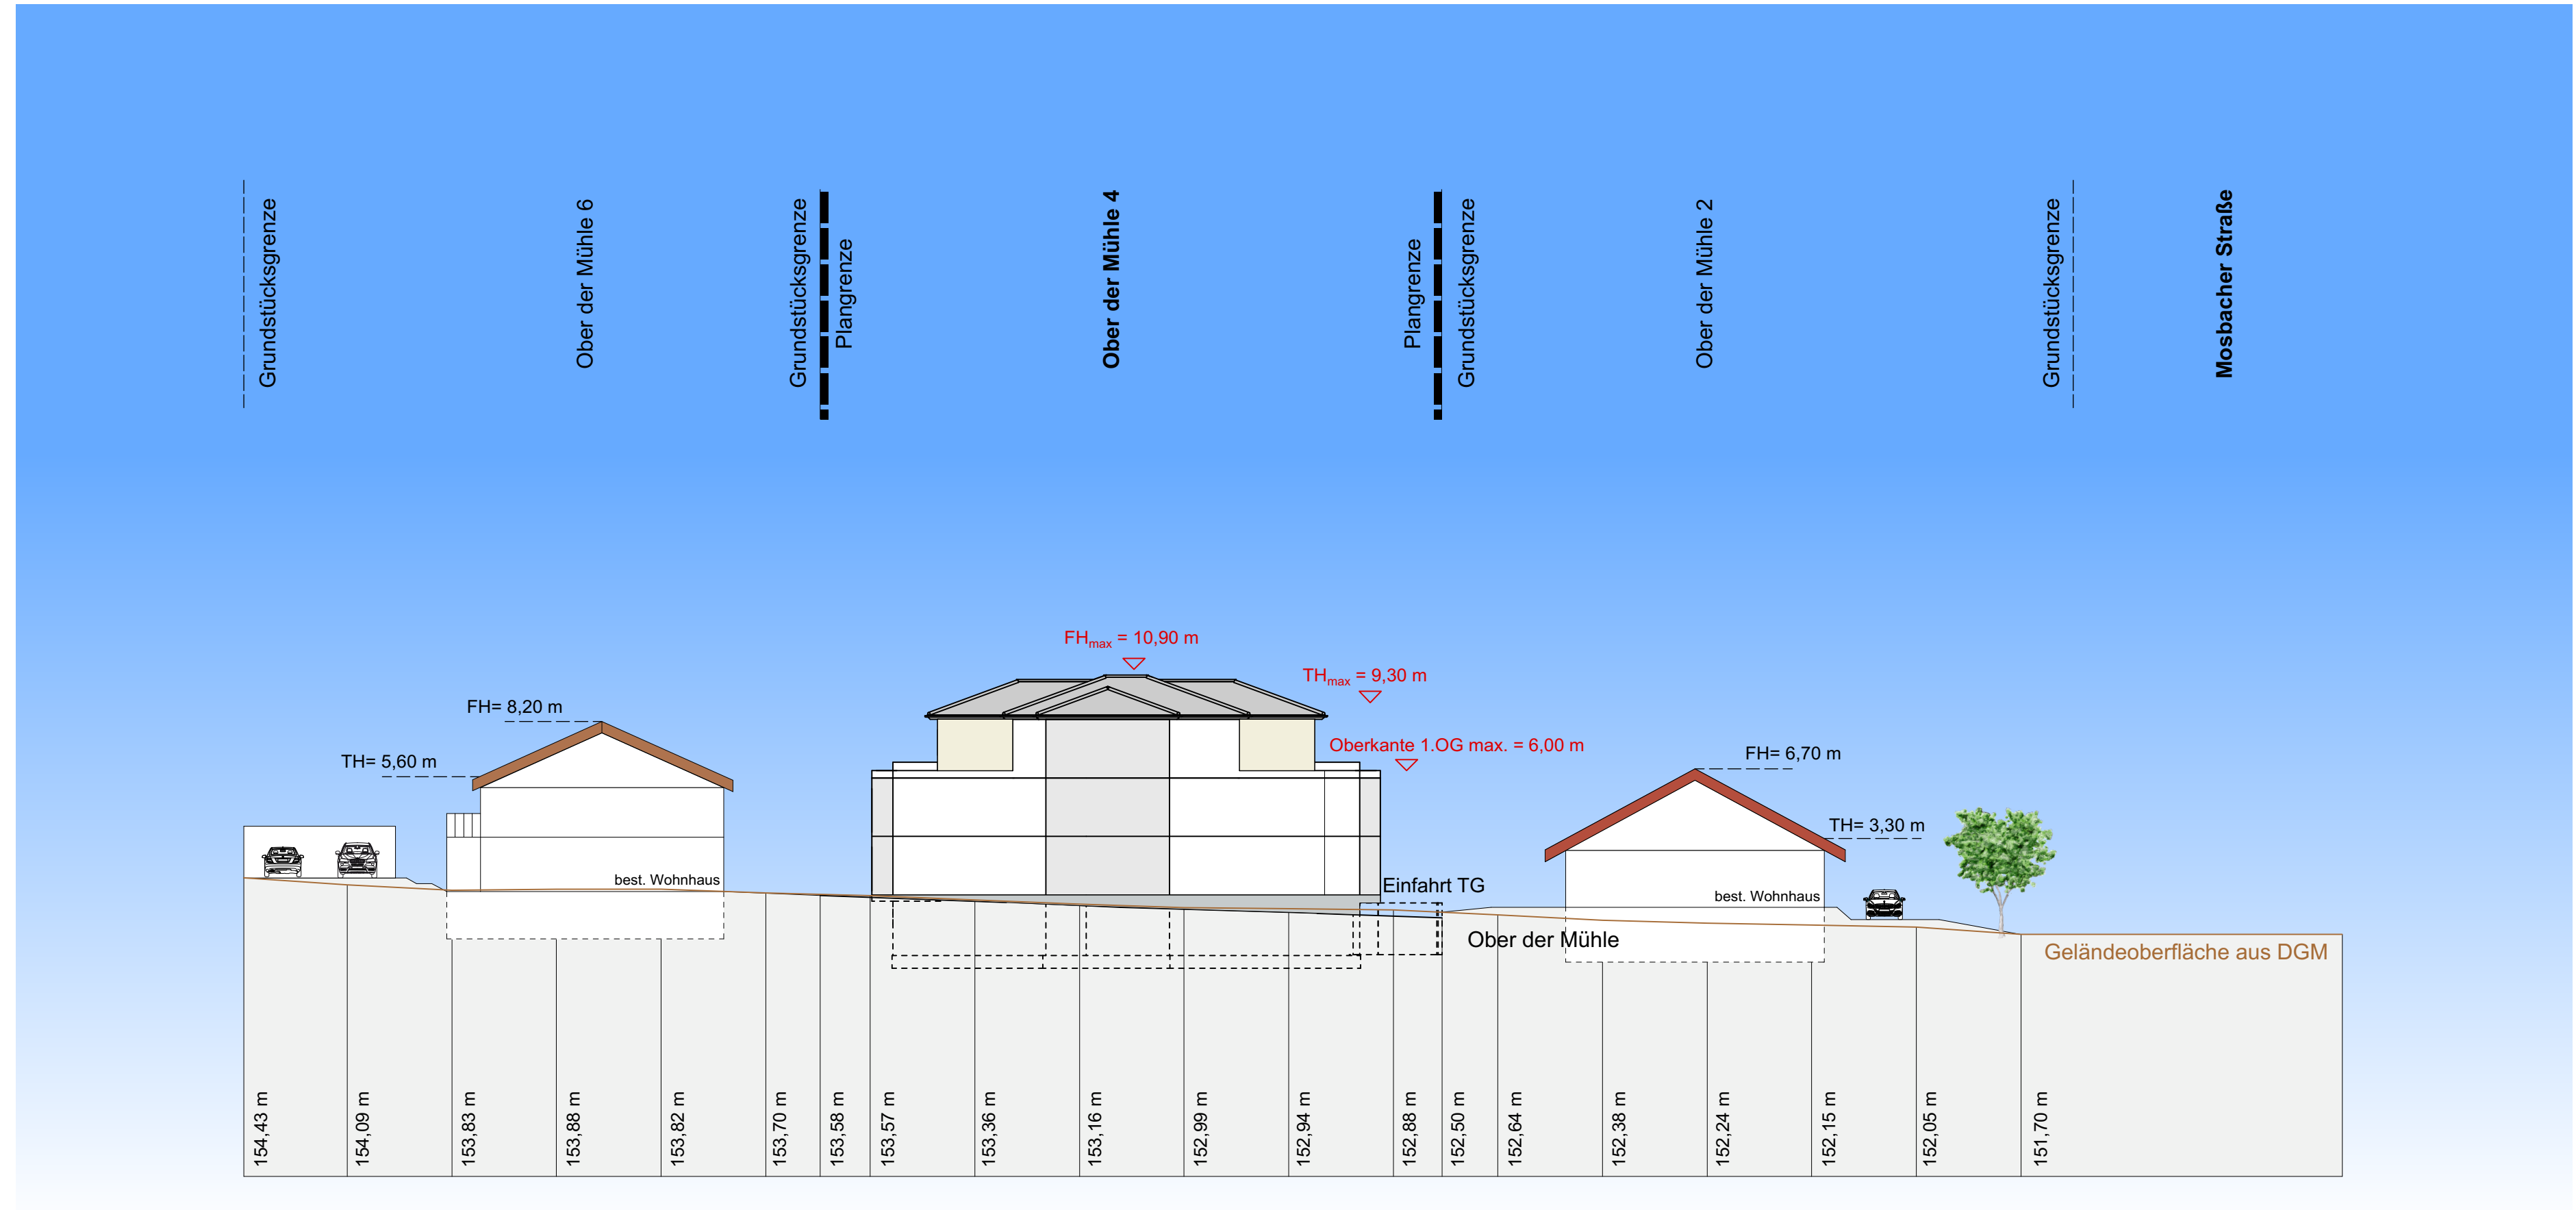 Grundstücksgrenze
Ober der Mühle 6
Grundstücksgrenze
Plangrenze
Ober der Mühle 4
Plangrenze
Grundstücksgrenze
Ober der Mühle 2
Grundstücksgrenze
Mosbacher Straße
FHmax = 10,90 m
THmax = 9,30 m
FH= 8,20 m
Oberkante 1.OG max. = 6,00 m
TH= 5,60 m
FH= 6,70 m
TH= 3,30 m
best. Wohnhaus
Einfahrt TG
best. Wohnhaus
Ober der Mühle
Geländeoberfläche aus DGM
154,43 m
154,09 m
153,83 m
153,88 m
153,82 m
153,70 m
153,58 m
153,57 m
153,36 m
153,16 m
152,99 m
152,94 m
152,88 m
152,50 m
152,64 m
152,38 m
152,24 m
152,15 m
152,05 m
151,70 m